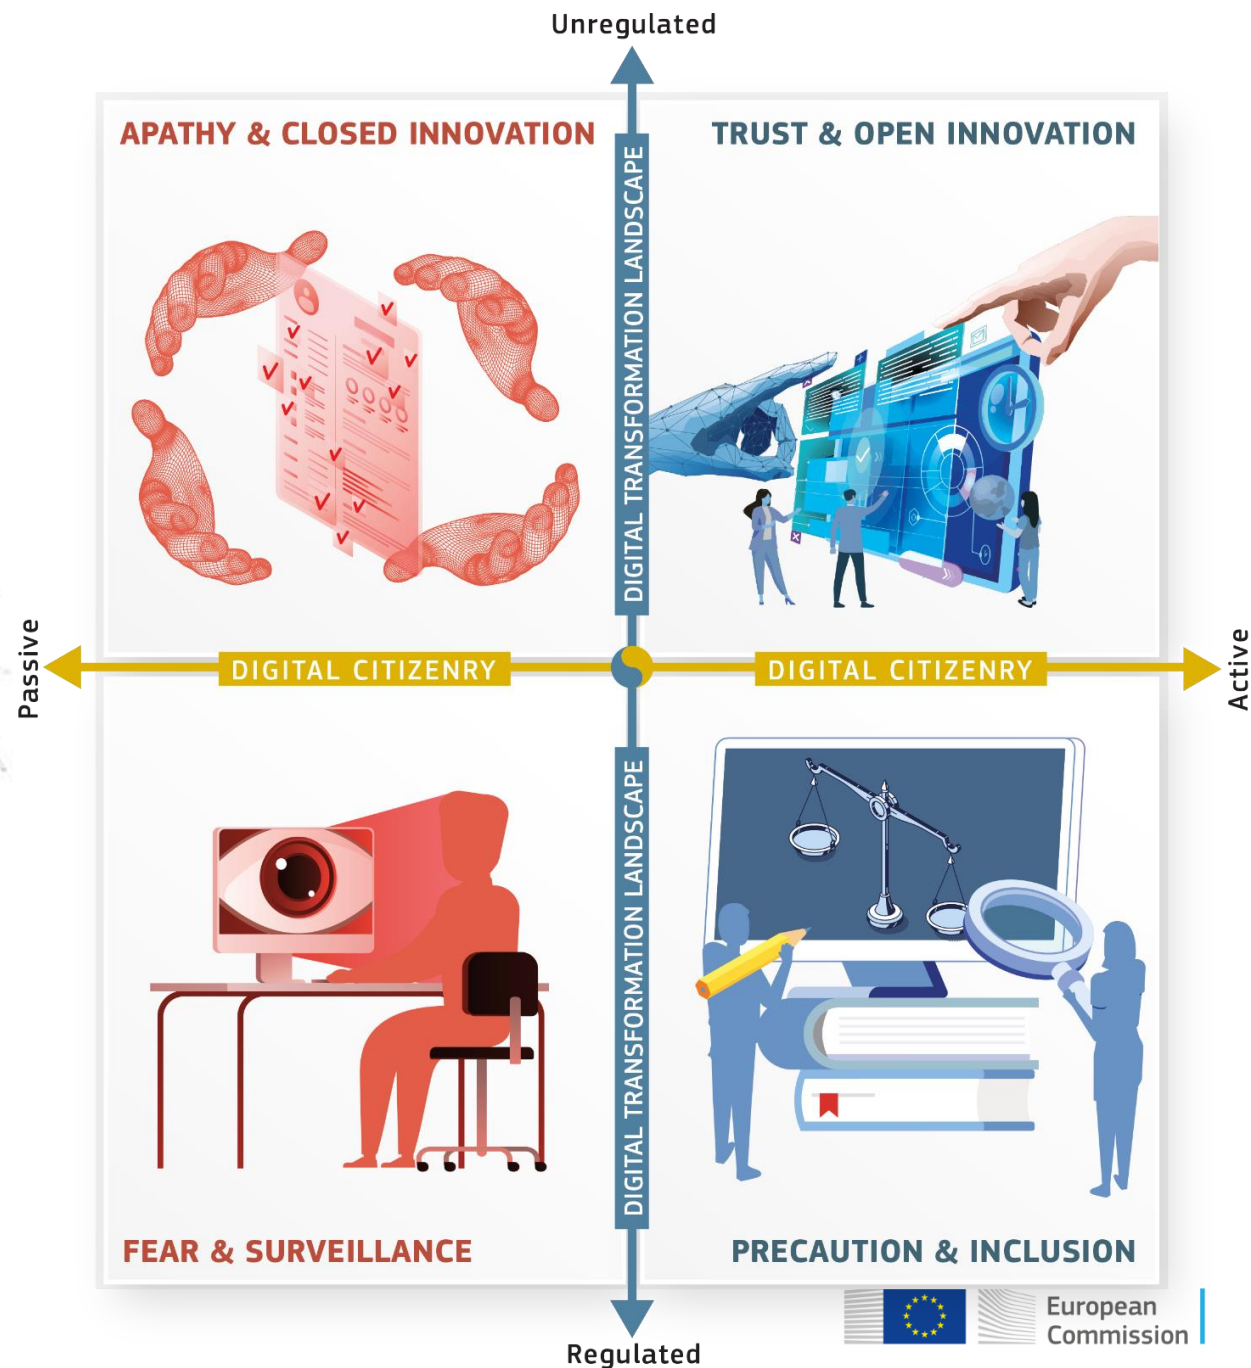 Unregulated
APATHY & CLOSED INNOVATION
TRUST & OPEN INNOVATION
DIGITAL TRANSFORMATION LANDSCAPE
Passive
DIGITAL CITIZENRY
DIGITAL CITIZENRY
Active
DIGITAL TRANSFORMATION LANDSCAPE
FEAR & SURVEILLANCE
PRECAUTION & INCLUSION
European
Commission
Regulated